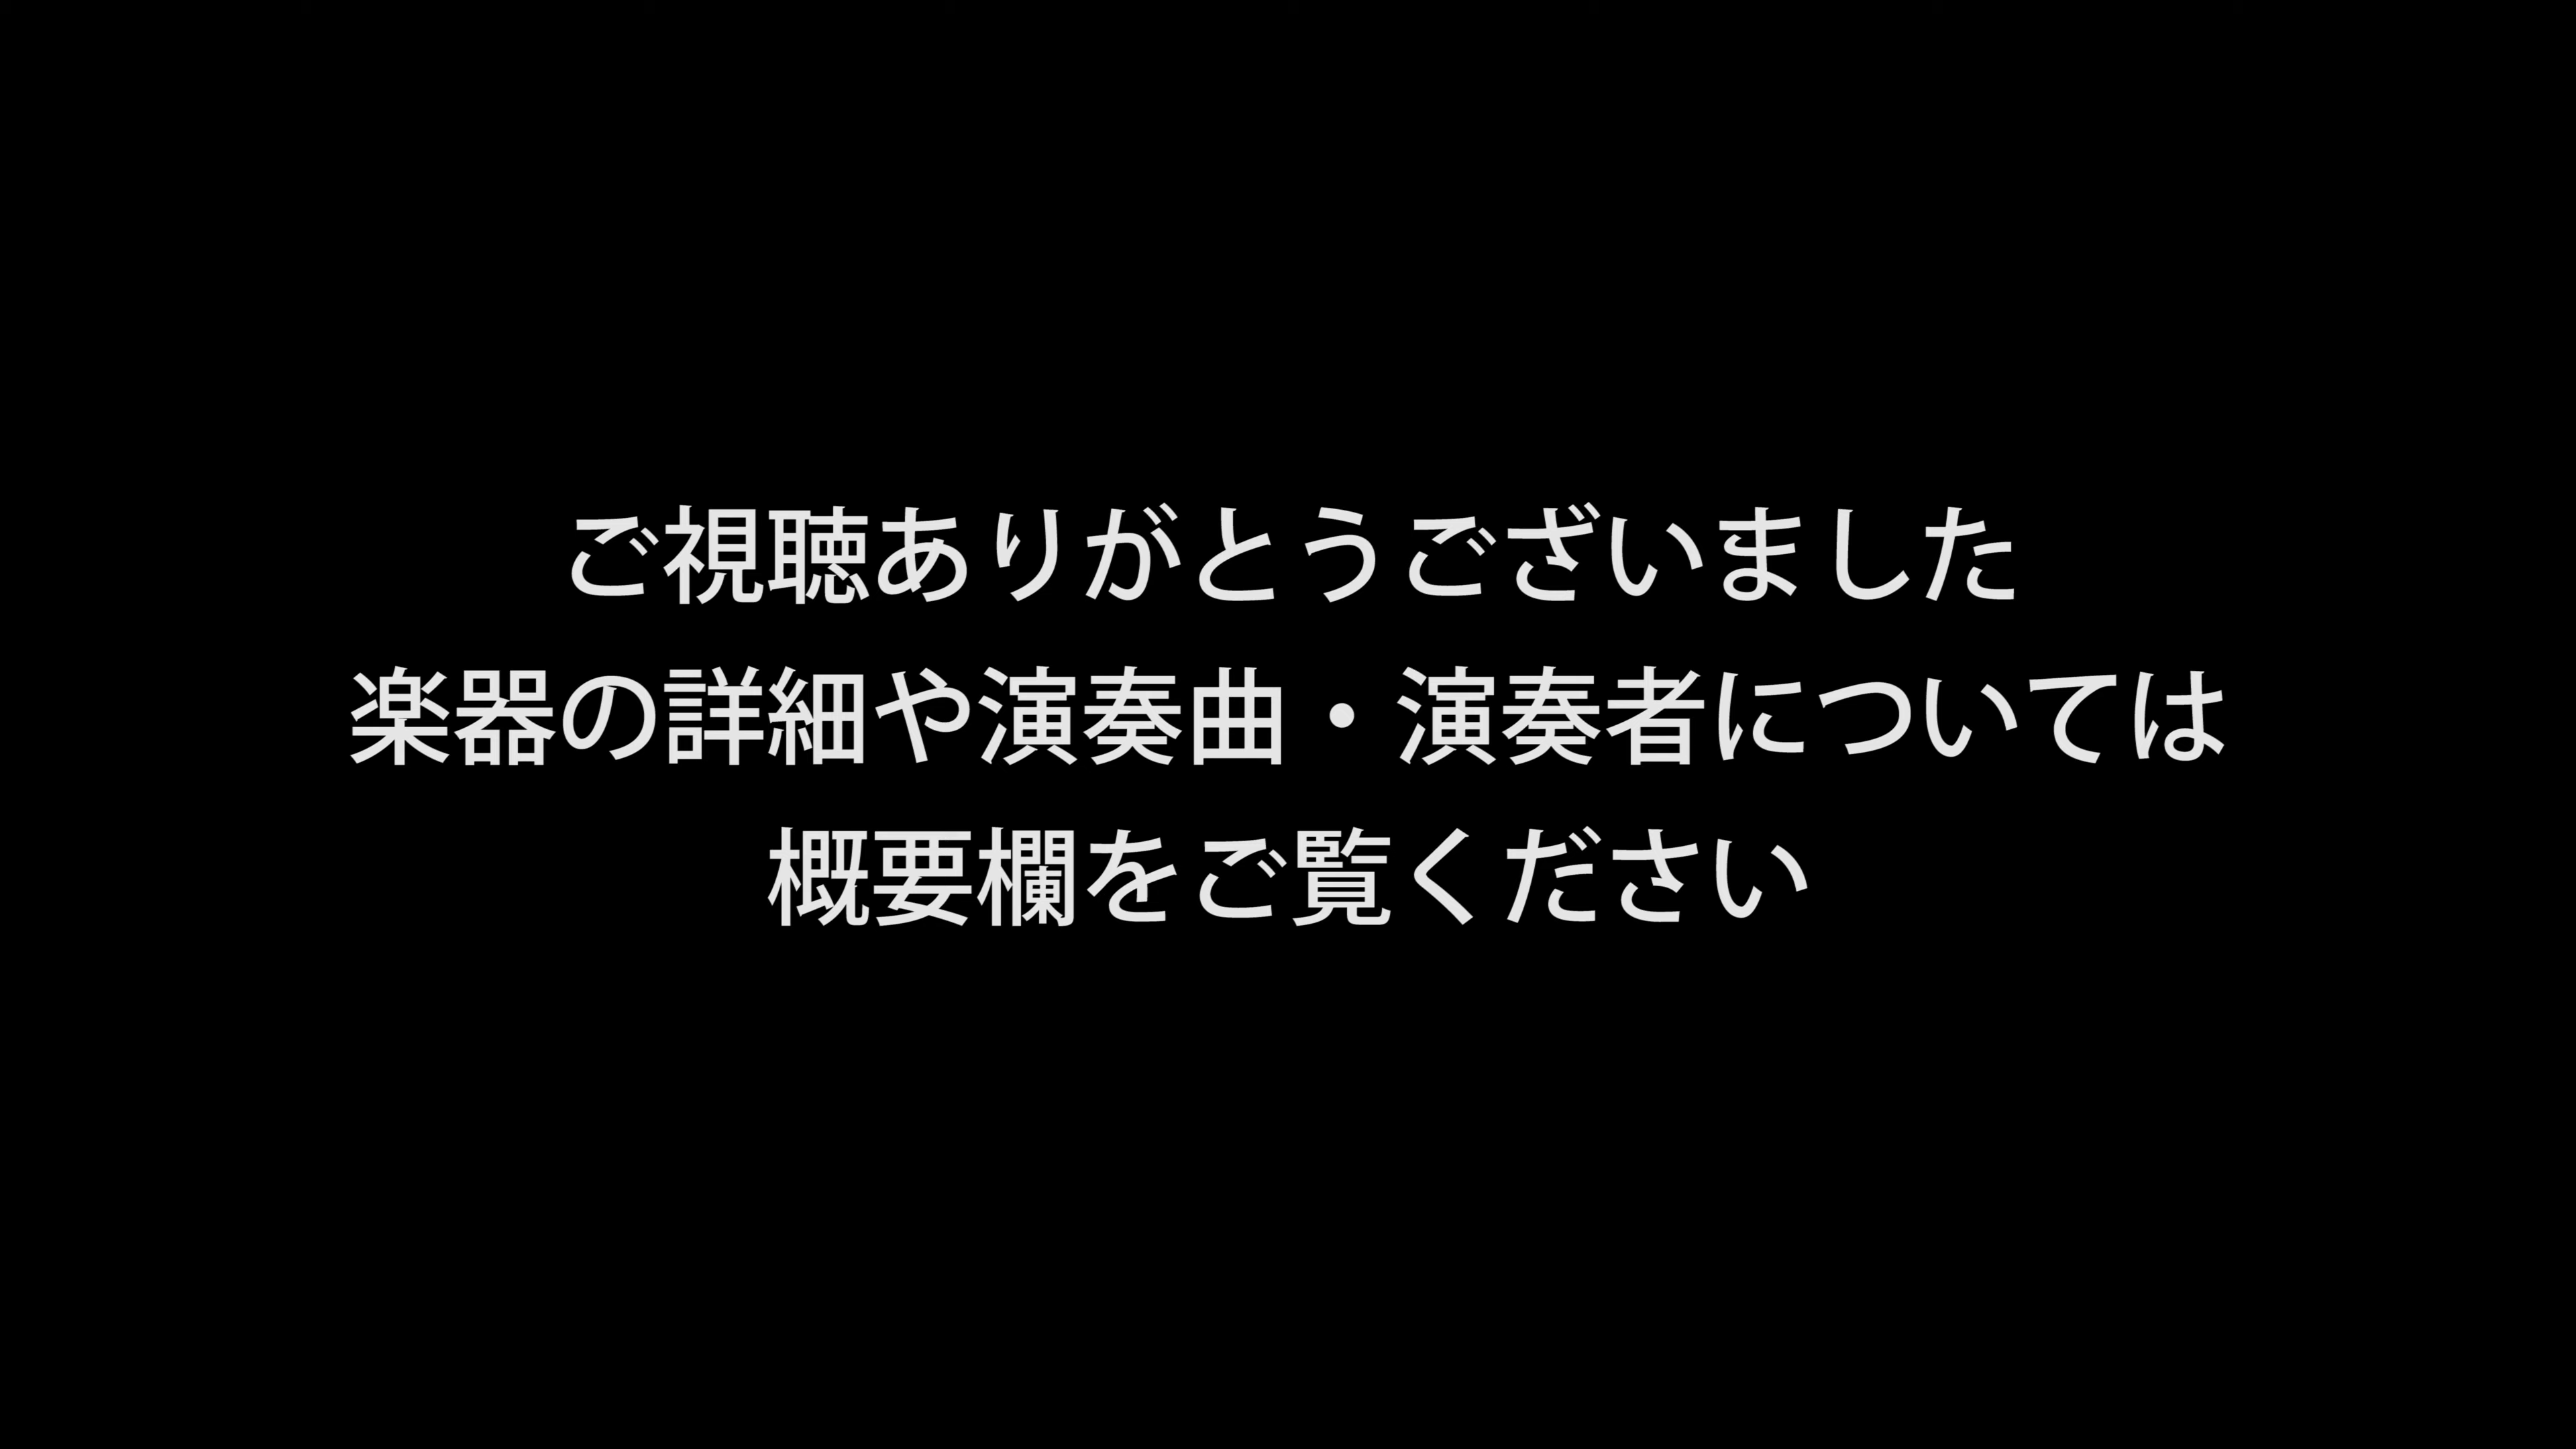 ご視聴ありがとうございました
楽器の詳細や演奏曲・演奏者については
概要欄をご覧ください